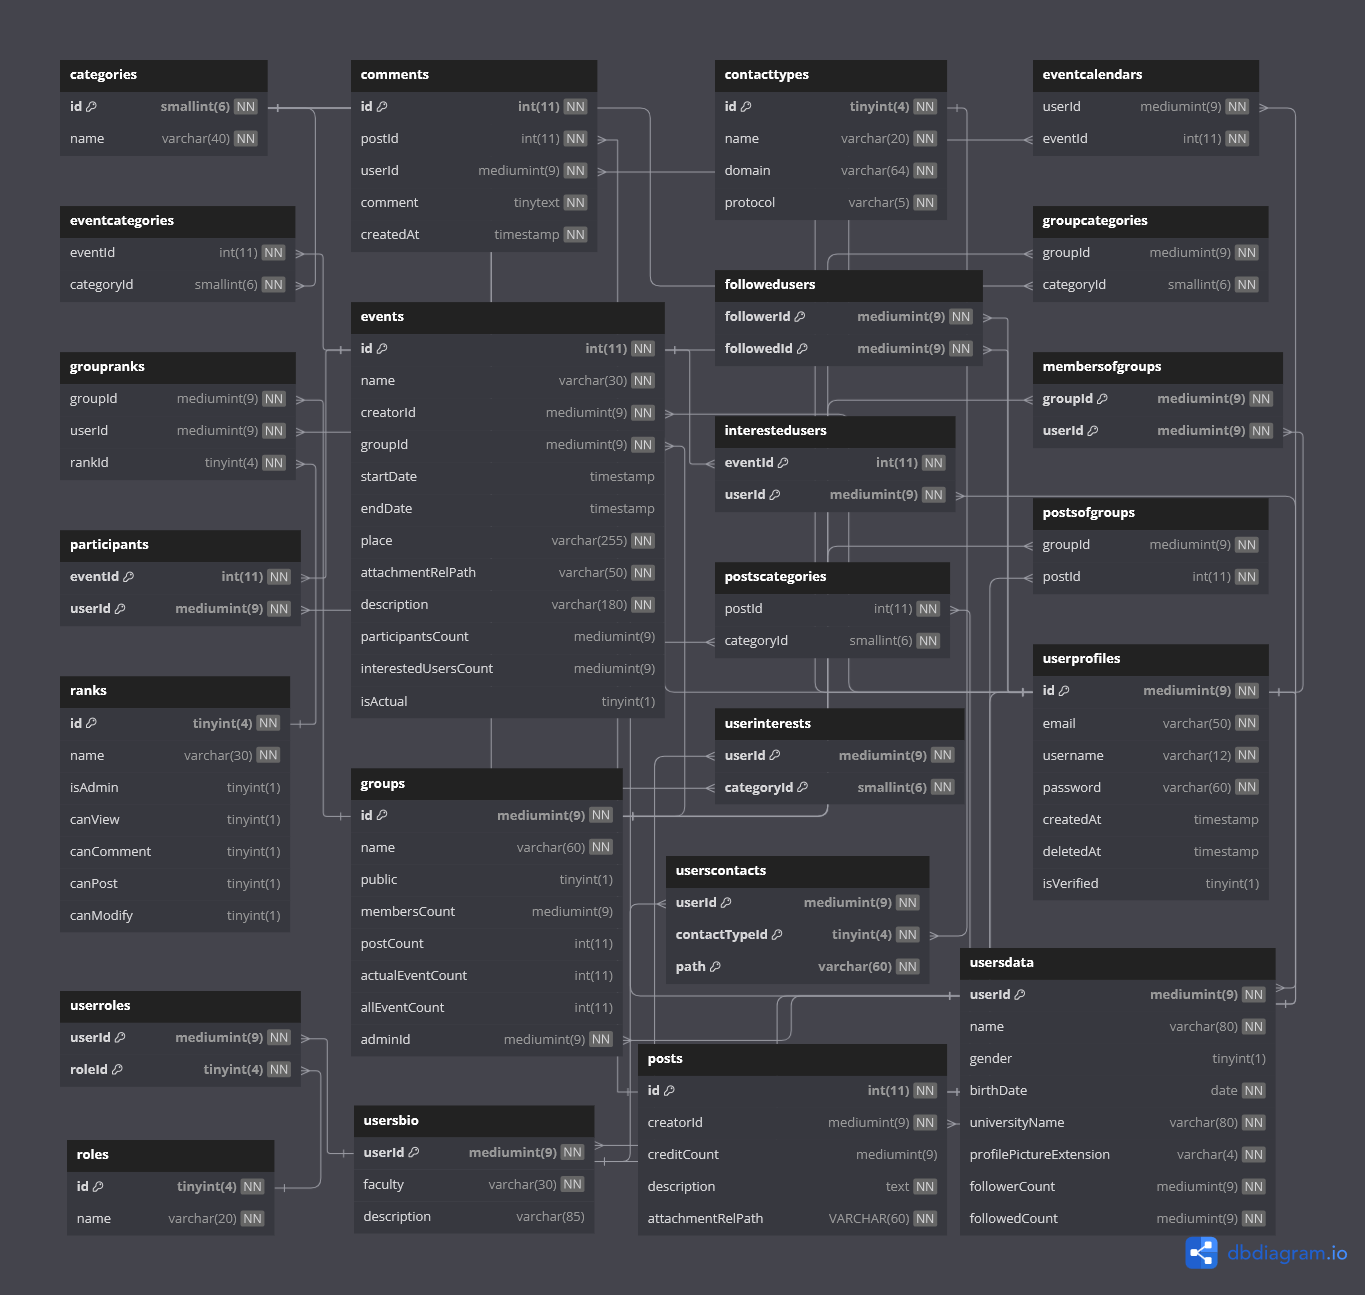 categories
id smallint(6) NN
name varchar(40) NN
comments
id int(11) NN
postId int(11) NN
userId mediumint(9) NN
comment tinytext NN
createdAt timestamp NN
contacttypes
id tinyint(4) NN
name varchar(20) NN
domain varchar(64) NN
protocol varchar(5) NN
eventcalendars
userId mediumint(9) NN
eventId int(11) NN
eventcategories
eventId int(11) NN
categoryId smallint(6) NN
groupcategories
groupId mediumint(9) NN
categoryId smallint(6) NN
followedusers
followerId mediumint(9) NN
followedId mediumint(9) NN
events
id int(11) NN
name varchar(30) NN
creatorId mediumint(9) NN
groupId mediumint(9) NN
startDate timestamp
endDate timestamp
place varchar(255) NN
attachmentRelPath varchar(50) NN
description varchar(180) NN
participantsCount mediumint(9)
interestedUsersCount mediumint(9)
isActual tinyint(1)
groupranks
groupId mediumint(9) NN
userId mediumint(9) NN
rankId tinyint(4) NN
membersofgroups
groupId mediumint(9) NN
userId mediumint(9) NN
interestedusers
eventId int(11) NN
userId mediumint(9) NN
postsofgroups
groupId mediumint(9) NN
postId int(11) NN
participants
eventId int(11) NN
userId mediumint(9) NN
postscategories
postId int(11) NN
categoryId smallint(6) NN
userprofiles
id mediumint(9) NN
email varchar(50) NN
username varchar(12) NN
password varchar(60) NN
createdAt timestamp
deletedAt timestamp
isVerified tinyint(1)
ranks
id tinyint(4) NN
name varchar(30) NN
isAdmin tinyint(1)
canView tinyint(1)
canComment tinyint(1)
canPost tinyint(1)
canModify tinyint(1)
userinterests
userId mediumint(9) NN
categoryId smallint(6) NN
groups
id mediumint(9) NN
name varchar(60) NN
public tinyint(1)
membersCount mediumint(9)
postCount int(11)
actualEventCount int(11)
allEventCount int(11)
adminId mediumint(9) NN
userscontacts
userId mediumint(9) NN
contactTypeId tinyint(4) NN
path varchar(60) NN
usersdata
userId mediumint(9) NN
name varchar(80) NN
gender tinyint(1)
birthDate date NN
universityName varchar(80) NN
profilePictureExtension varchar(4) NN
followerCount mediumint(9) NN
followedCount mediumint(9) NN
userroles
userId mediumint(9) NN
roleId tinyint(4) NN
posts
id int(11) NN
creatorId mediumint(9) NN
creditCount mediumint(9)
description text NN
attachmentRelPath VARCHAR(60) NN
usersbio
userId mediumint(9) NN
faculty varchar(30) NN
description varchar(85)
roles
id tinyint(4) NN
name varchar(20) NN
dbdiagram.io